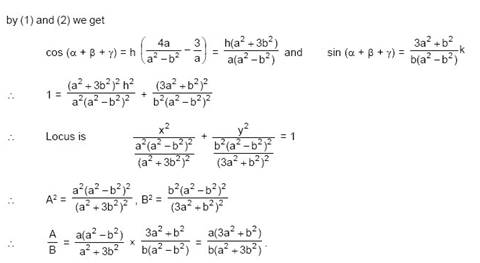 by (1) and (2) we get
cos (α + β + γ) = h (4a/(a² – b²) – 3/a) = h(a² + 3b²)/(a(a² – b²)) and sin (α + β + γ) = (3a² + b²)/(b(a² – b²)) k
∴ 1 = (a² + 3b²)² h²/(a²(a² – b²)²) + (3a² + b²)²/(b²(a² – b²)²)
∴ Locus is x²/(a²(a² – b²)²/(a² + 3b²)²) + y²/(b²(a² – b²)²/(3a² + b²)²) = 1
∴ A² = a²(a² – b²)²/(a² + 3b²)² , B² = b²(a² – b²)²/(3a² + b²)²
∴ A/B = a(a² – b²)/(a² + 3b²) × (3a² + b²)/(b(a² – b²)) = a(3a² + b²)/(b(a² + 3b²)) .